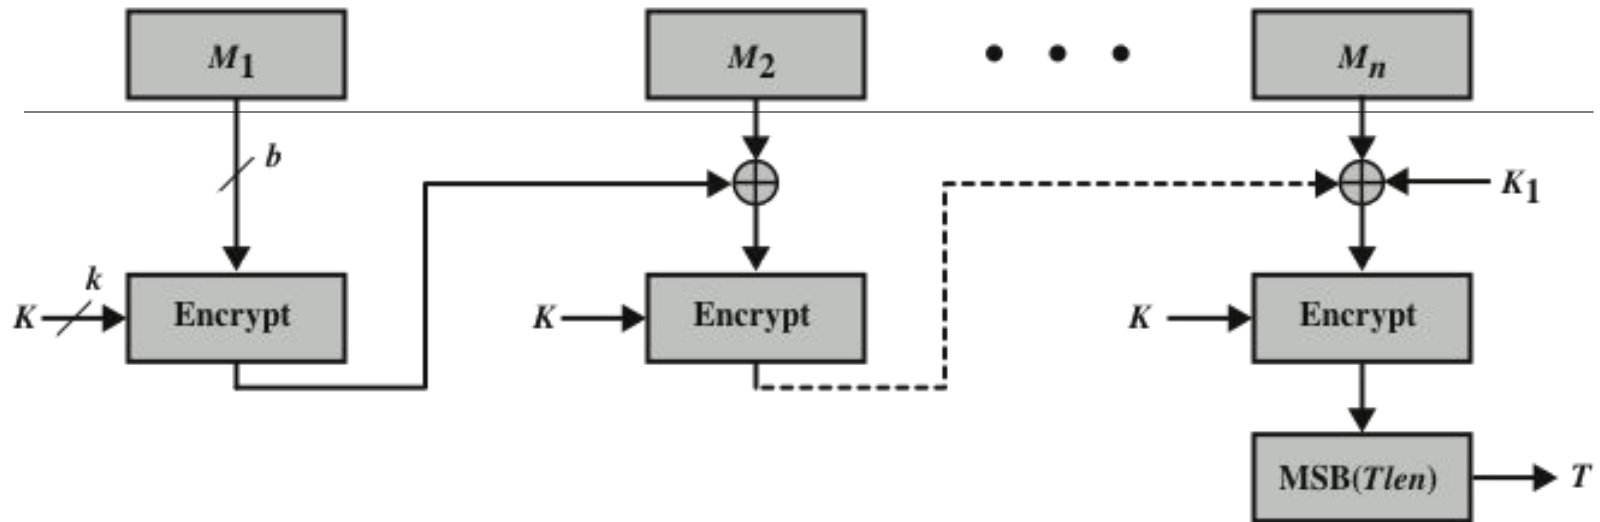 M1 M2 • • • Mn
b
K1
k
K Encrypt K Encrypt K Encrypt
MSB(Tlen) T